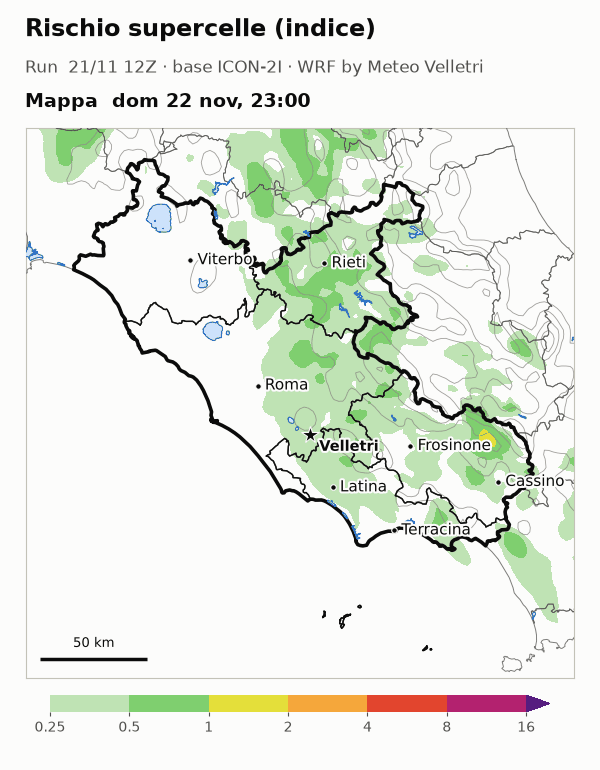 Rischio supercelle (indice)
Run  21/11 12Z · base ICON-2I · WRF by Meteo Velletri
Mappa  dom 22 nov, 23:00
Viterbo
Rieti
Roma
Velletri
Frosinone
Latina
Cassino
Terracina
50 km
0.25 0.5 1 2 4 8 16